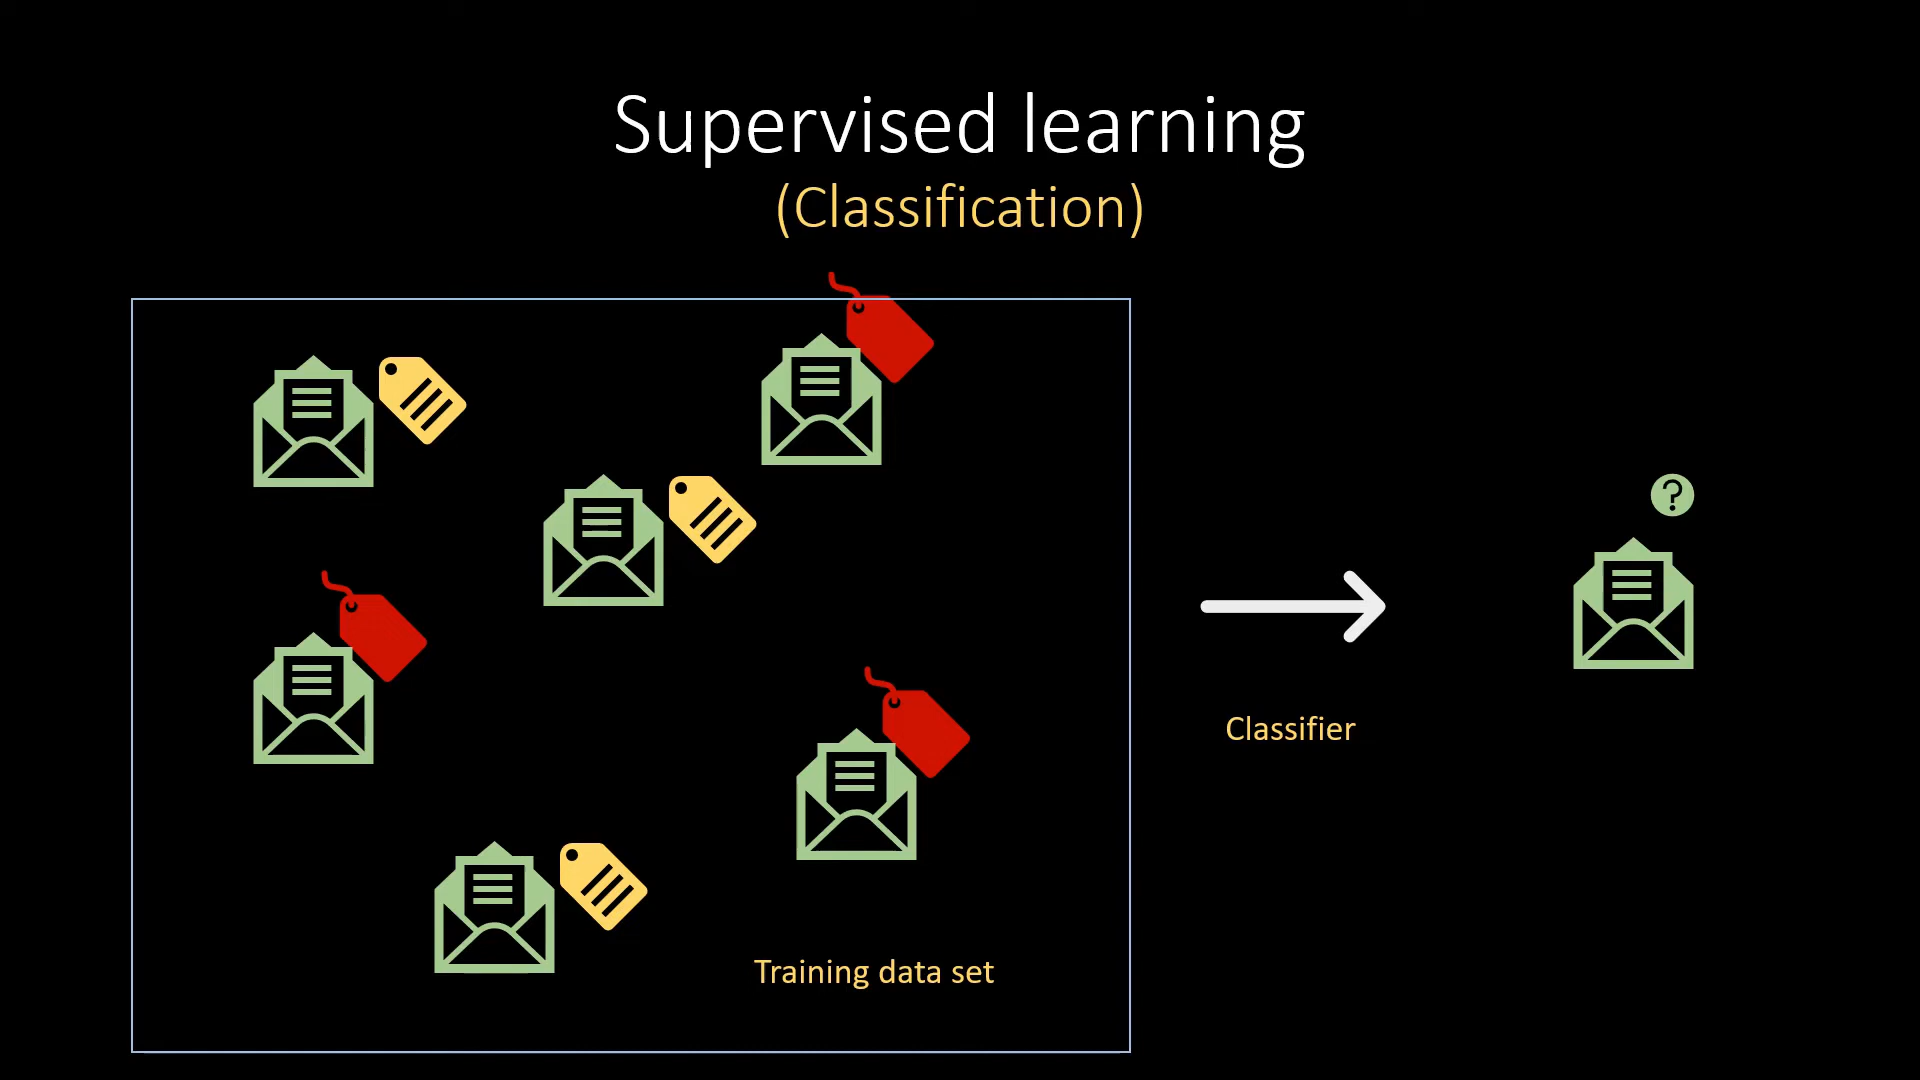 Supervised learning
(Classification)
?
Classifier
Training data set